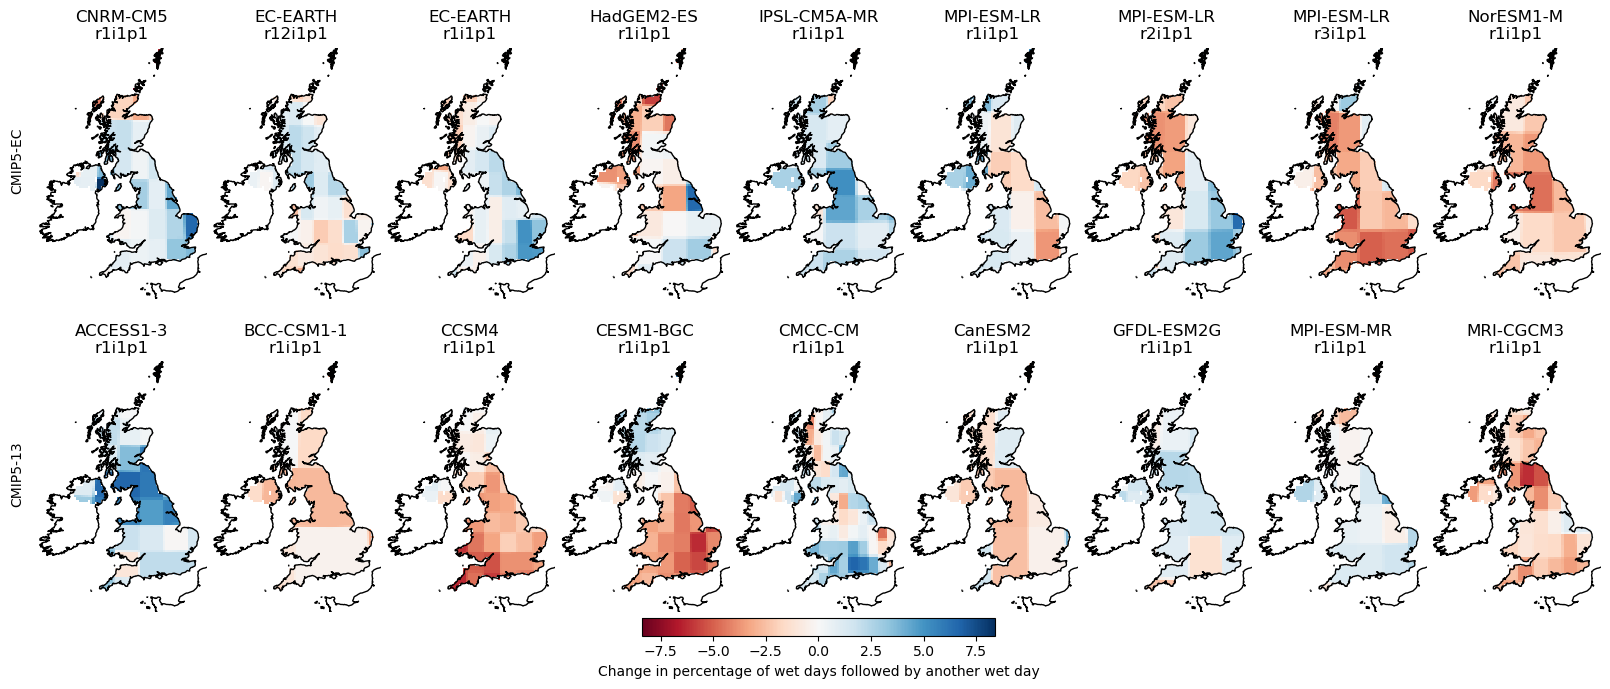 CNRM-CM5 EC-EARTH EC-EARTH HadGEM2-ES IPSL-CM5A-MR MPI-ESM-LR MPI-ESM-LR MPI-ESM-LR NorESM1-M
r1i1p1 r12i1p1 r1i1p1 r1i1p1 r1i1p1 r1i1p1 r2i1p1 r3i1p1 r1i1p1
CMIP5-EC
ACCESS1-3 BCC-CSM1-1 CCSM4 CESM1-BGC CMCC-CM CanESM2 GFDL-ESM2G MPI-ESM-MR MRI-CGCM3
r1i1p1 r1i1p1 r1i1p1 r1i1p1 r1i1p1 r1i1p1 r1i1p1 r1i1p1 r1i1p1
CMIP5-13
−7.5 −5.0 −2.5 0.0 2.5 5.0 7.5
Change in percentage of wet days followed by another wet day